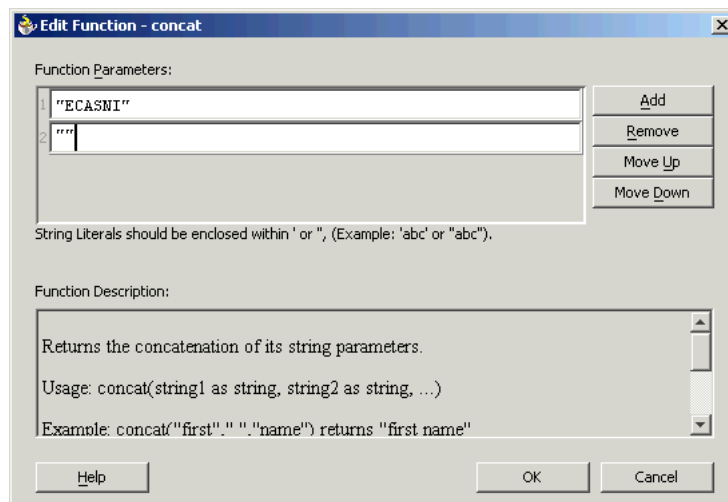 Edit Function - concat
Function Parameters:
1 "ECASNI"
2 ""
Add
Remove
Move Up
Move Down
String Literals should be enclosed within ' or ", (Example: 'abc' or "abc").
Function Description:
Returns the concatenation of its string parameters.
Usage: concat(string1 as string, string2 as string, ...)
Example: concat("first"," ","name") returns "first name"
Help
OK
Cancel